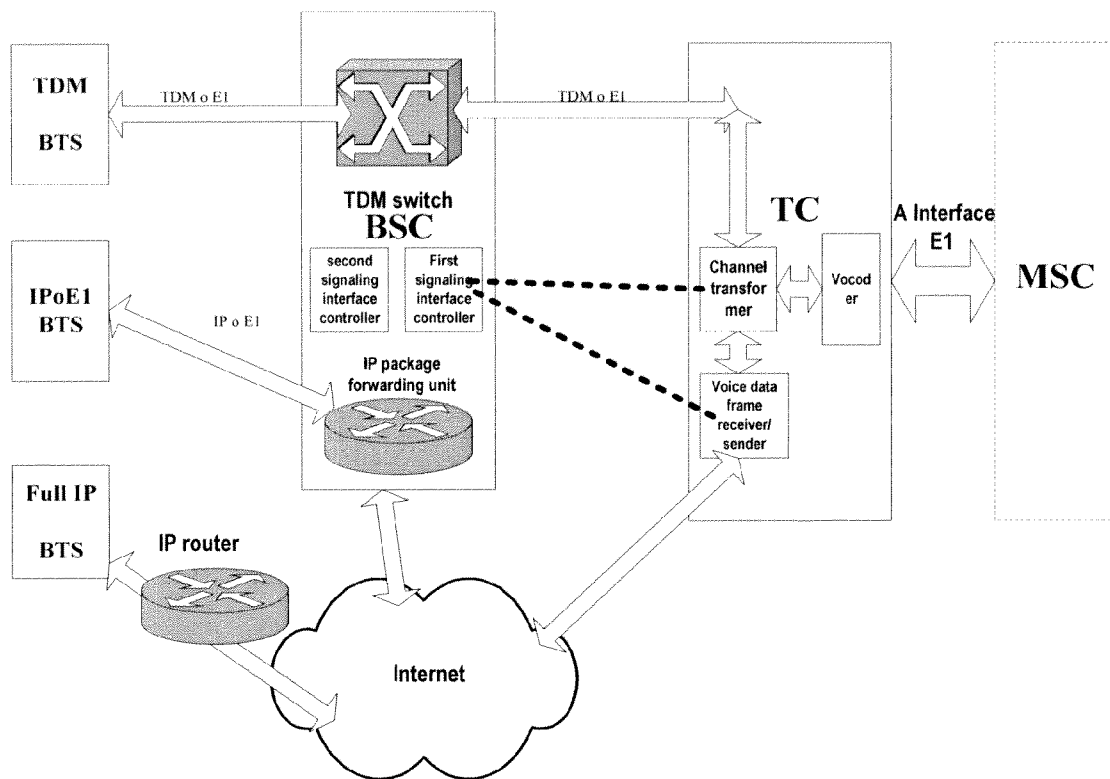 TDM
BTS
TDM o E1
TDM switch
BSC
TDM o E1
TC
A Interface
E1
MSC
second
signaling
interface
controller
First
signaling
interface
controller
Channel
transfor
mer
Vocod
er
IPoE1
BTS
IP o E1
IP package
forwarding unit
Voice data
frame
receiver/
sender
Full IP
BTS
IP router
Internet